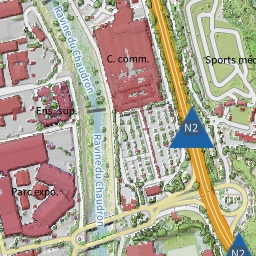 Ravine du Chaudron
C. comm.
Sports méc
Ens. sup.
N2
Ravine du Chaudron
Parc expo.
N2